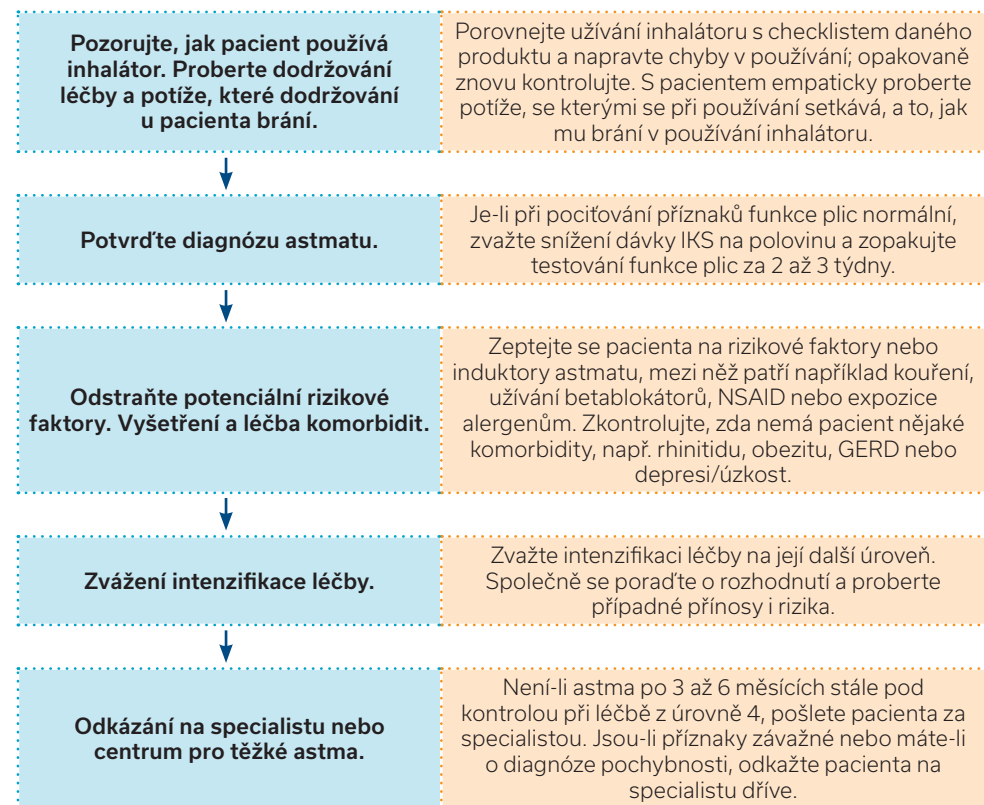 Pozorujte, jak pacient používá
inhalátor. Proberte dodržování
léčby a potíže, které dodržování
u pacienta brání.
Porovnejte užívání inhalátoru s checklistem daného
produktu a napravte chyby v používání; opakovaně
znovu kontrolujte. S pacientem empaticky proberte
potíže, se kterými se při používání setkává, a to, jak
mu brání v používání inhalátoru.
Potvrďte diagnózu astmatu.
Je-li při pociťování příznaků funkce plic normální,
zvažte snížení dávky IKS na polovinu a zopakujte
testování funkce plic za 2 až 3 týdny.
Odstraňte potenciální rizikové
faktory. Vyšetření a léčba komorbidit.
Zeptejte se pacienta na rizikové faktory nebo
induktory astmatu, mezi něž patří například kouření,
užívání betablokátorů, NSAID nebo expozice
alergenům. Zkontrolujte, zda nemá pacient nějaké
komorbidity, např. rhinitidu, obezitu, GERD nebo
depresi/úzkost.
Zvážení intenzifikace léčby.
Zvažte intenzifikaci léčby na její další úroveň.
Společně se poraďte o rozhodnutí a proberte
případné přínosy i rizika.
Odkázání na specialistu nebo
centrum pro těžké astma.
Není-li astma po 3 až 6 měsících stále pod
kontrolou při léčbě z úrovně 4, pošlete pacienta za
specialistou. Jsou-li příznaky závažné nebo máte-li
o diagnóze pochybnosti, odkažte pacienta na
specialistu dříve.